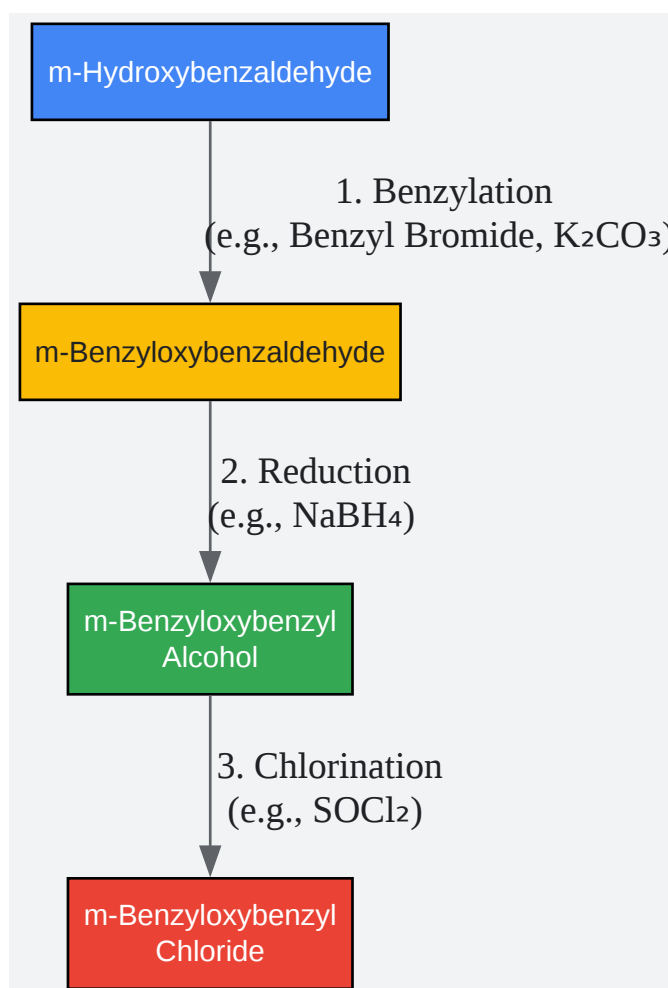 m-Hydroxybenzaldehyde
1. Benzylation
(e.g., Benzyl Bromide, K₂CO₃)
m-Benzyloxybenzaldehyde
2. Reduction
(e.g., NaBH₄)
m-Benzyloxybenzyl
Alcohol
3. Chlorination
(e.g., SOCl₂)
m-Benzyloxybenzyl
Chloride